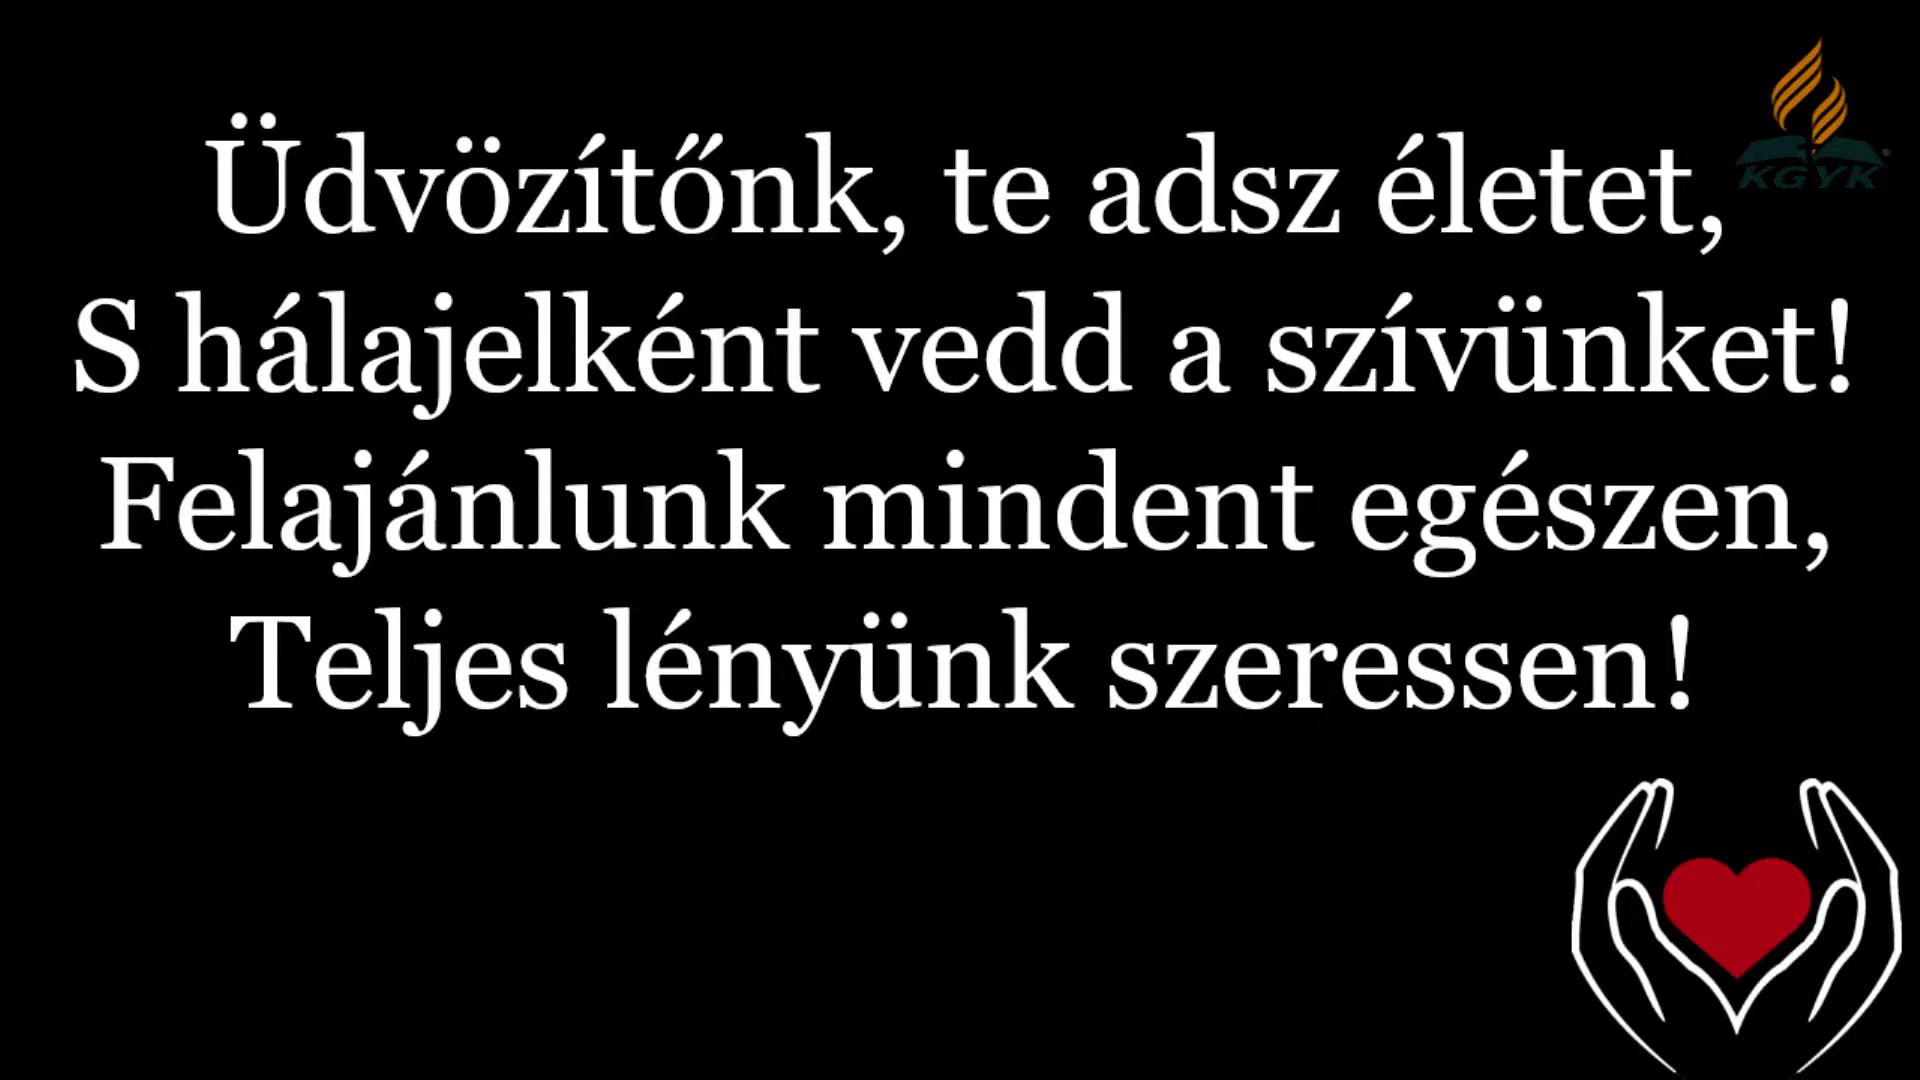 Üdvözítőnk, te adsz életet,
S hálajelként vedd a szívünket!
Felajánlunk mindent egészen,
Teljes lényünk szeressen!
KGYK